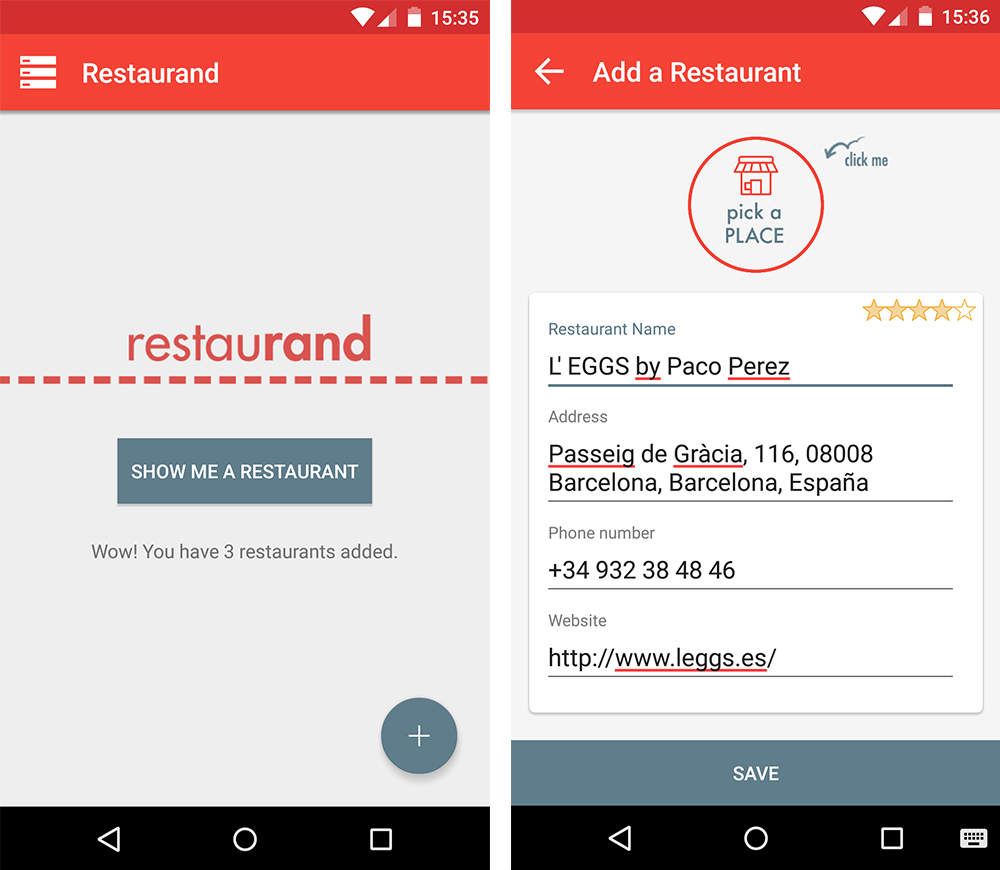 15:35
Restaurand
restaurand
SHOW ME A RESTAURANT
Wow! You have 3 restaurants added.
15:36
Add a Restaurant
click me
pick a
PLACE
Restaurant Name
L' EGGS by Paco Perez
Address
Passeig de Gràcia, 116, 08008
Barcelona, Barcelona, España
Phone number
+34 932 38 48 46
Website
http://www.leggs.es/
SAVE